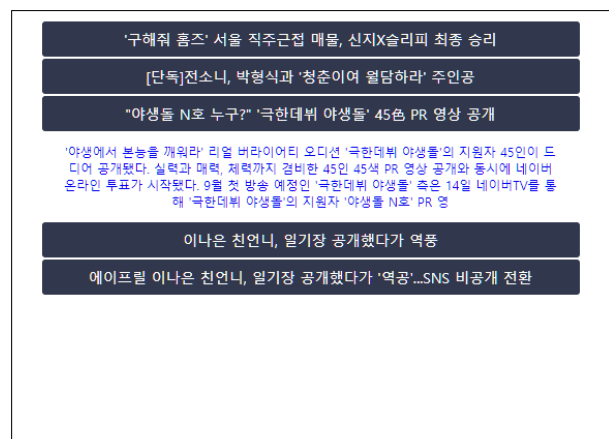 '구해줘 홈즈' 서울 직주근접 매물, 신지X슬리피 최종 승리
[단독]전소니, 박형식과 '청춘이여 월담하라' 주인공
"야생돌 N호 누구?" '극한데뷔 야생돌' 45色 PR 영상 공개
'야생에서 본능을 깨워라' 리얼 버라이어티 오디션 '극한데뷔 야생돌'의 지원자 45인이 드
디어 공개됐다. 실력과 매력, 체력까지 겸비한 45인 45색 PR 영상 공개와 동시에 네이버
온라인 투표가 시작됐다. 9월 첫 방송 예정인 '극한데뷔 야생돌' 측은 14일 네이버TV를 통
해 '극한데뷔 야생돌'의 지원자 '야생돌 N호' PR 영
이나은 친언니, 일기장 공개했다가 역풍
에이프릴 이나은 친언니, 일기장 공개했다가 '역공'...SNS 비공개 전환